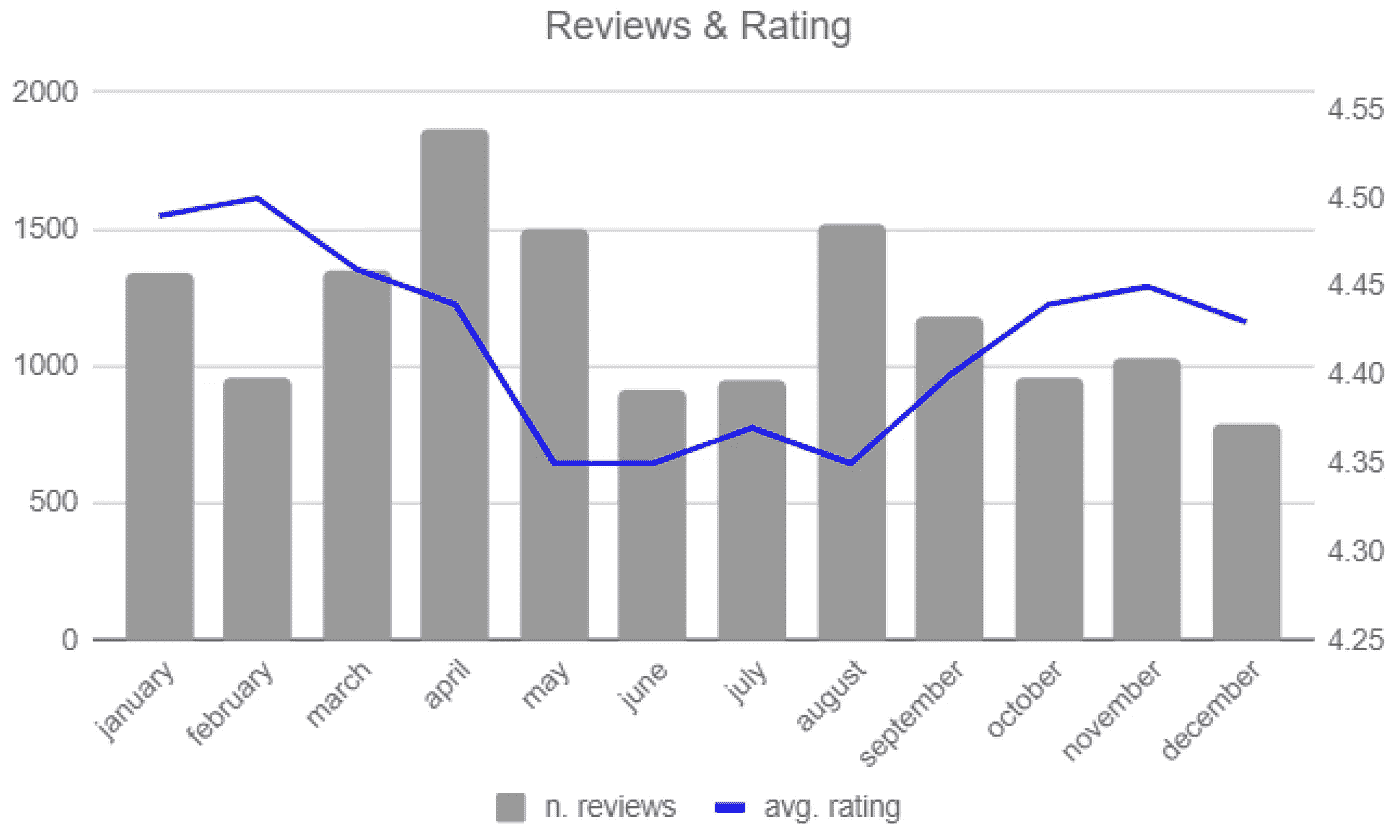 Reviews & Rating
2000
1500
1000
500
0
4.55
4.50
4.45
4.40
4.35
4.30
4.25
january
february
march
april
may
june
july
august
september
october
november
december
n. reviews
avg. rating